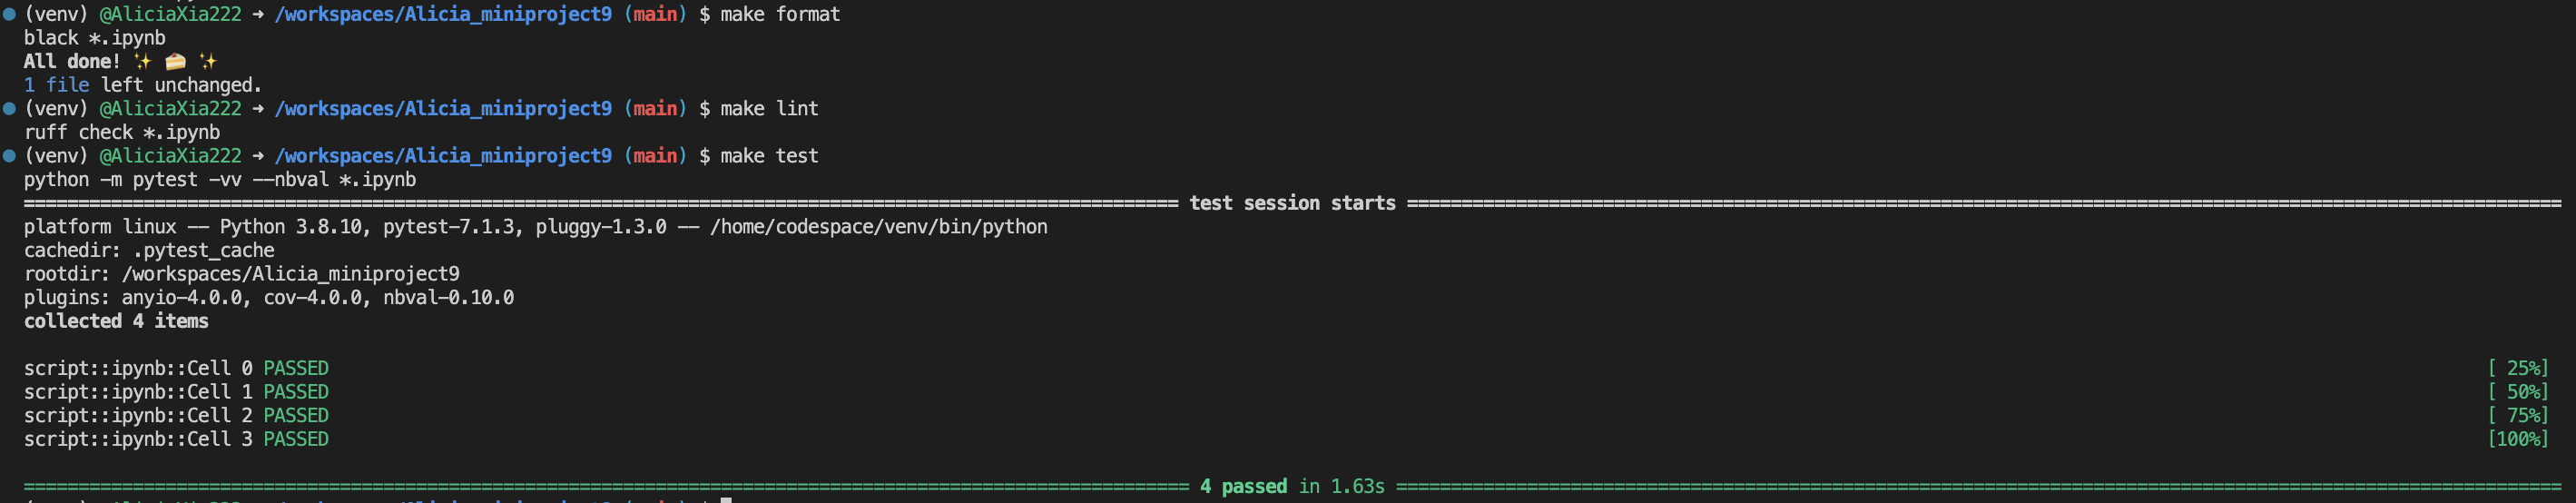 (venv) @AliciaXia222 → /workspaces/Alicia_miniproject9 (main) $ make format
black *.ipynb
All done! ✨ 🍰 ✨
1 file left unchanged.
(venv) @AliciaXia222 → /workspaces/Alicia_miniproject9 (main) $ make lint
ruff check *.ipynb
(venv) @AliciaXia222 → /workspaces/Alicia_miniproject9 (main) $ make test
python -m pytest -vv --nbval *.ipynb
test session starts
platform linux -- Python 3.8.10, pytest-7.1.3, pluggy-1.3.0 -- /home/codespace/venv/bin/python
cachedir: .pytest_cache
rootdir: /workspaces/Alicia_miniproject9
plugins: anyio-4.0.0, cov-4.0.0, nbval-0.10.0
collected 4 items
script::ipynb::Cell 0 PASSED [ 25%]
script::ipynb::Cell 1 PASSED [ 50%]
script::ipynb::Cell 2 PASSED [ 75%]
script::ipynb::Cell 3 PASSED [100%]
4 passed in 1.63s